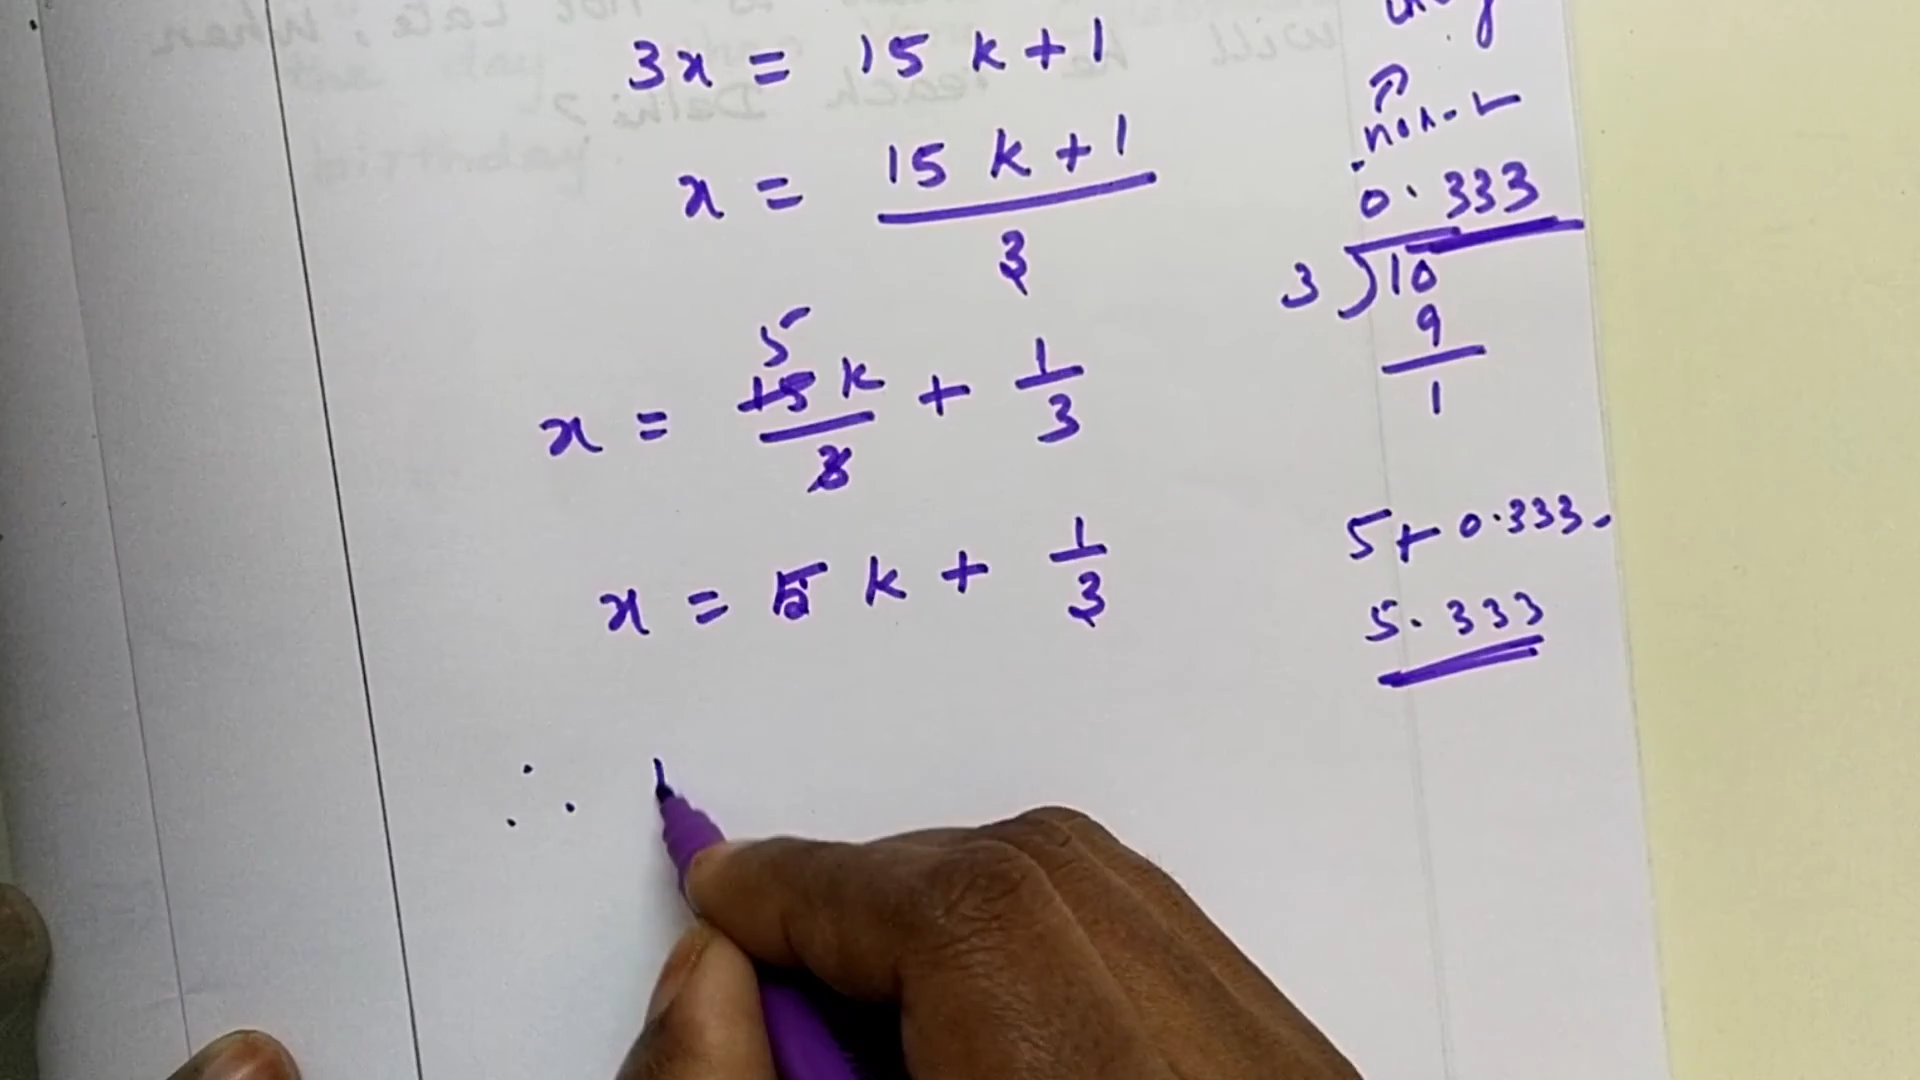 3x = 15 k + 1
x = 15 k + 1 / 3
x = 15 k / 3 + 1 / 3
5
x = 5 k + 1 / 3
∴
0.333
3 ) 10
9
1
5 + 0.333.
5.333